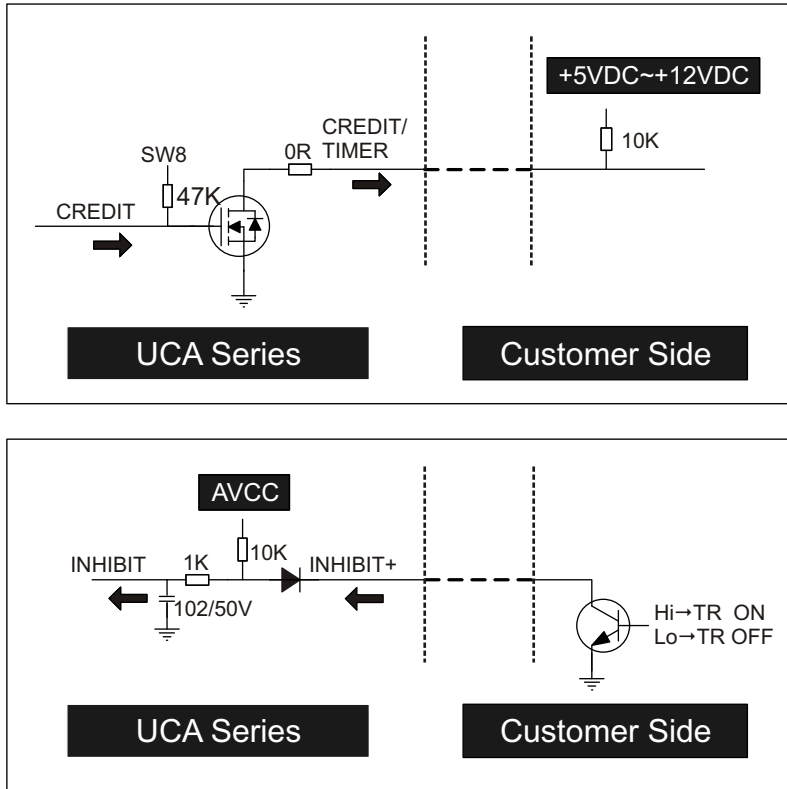 +5VDC~+12VDC
CREDIT/
TIMER
0R
10K
SW8
47K
CREDIT
UCA Series
Customer Side
AVCC
INHIBIT
1K
10K
INHIBIT+
102/50V
Hi→TR ON
Lo→TR OFF
UCA Series
Customer Side